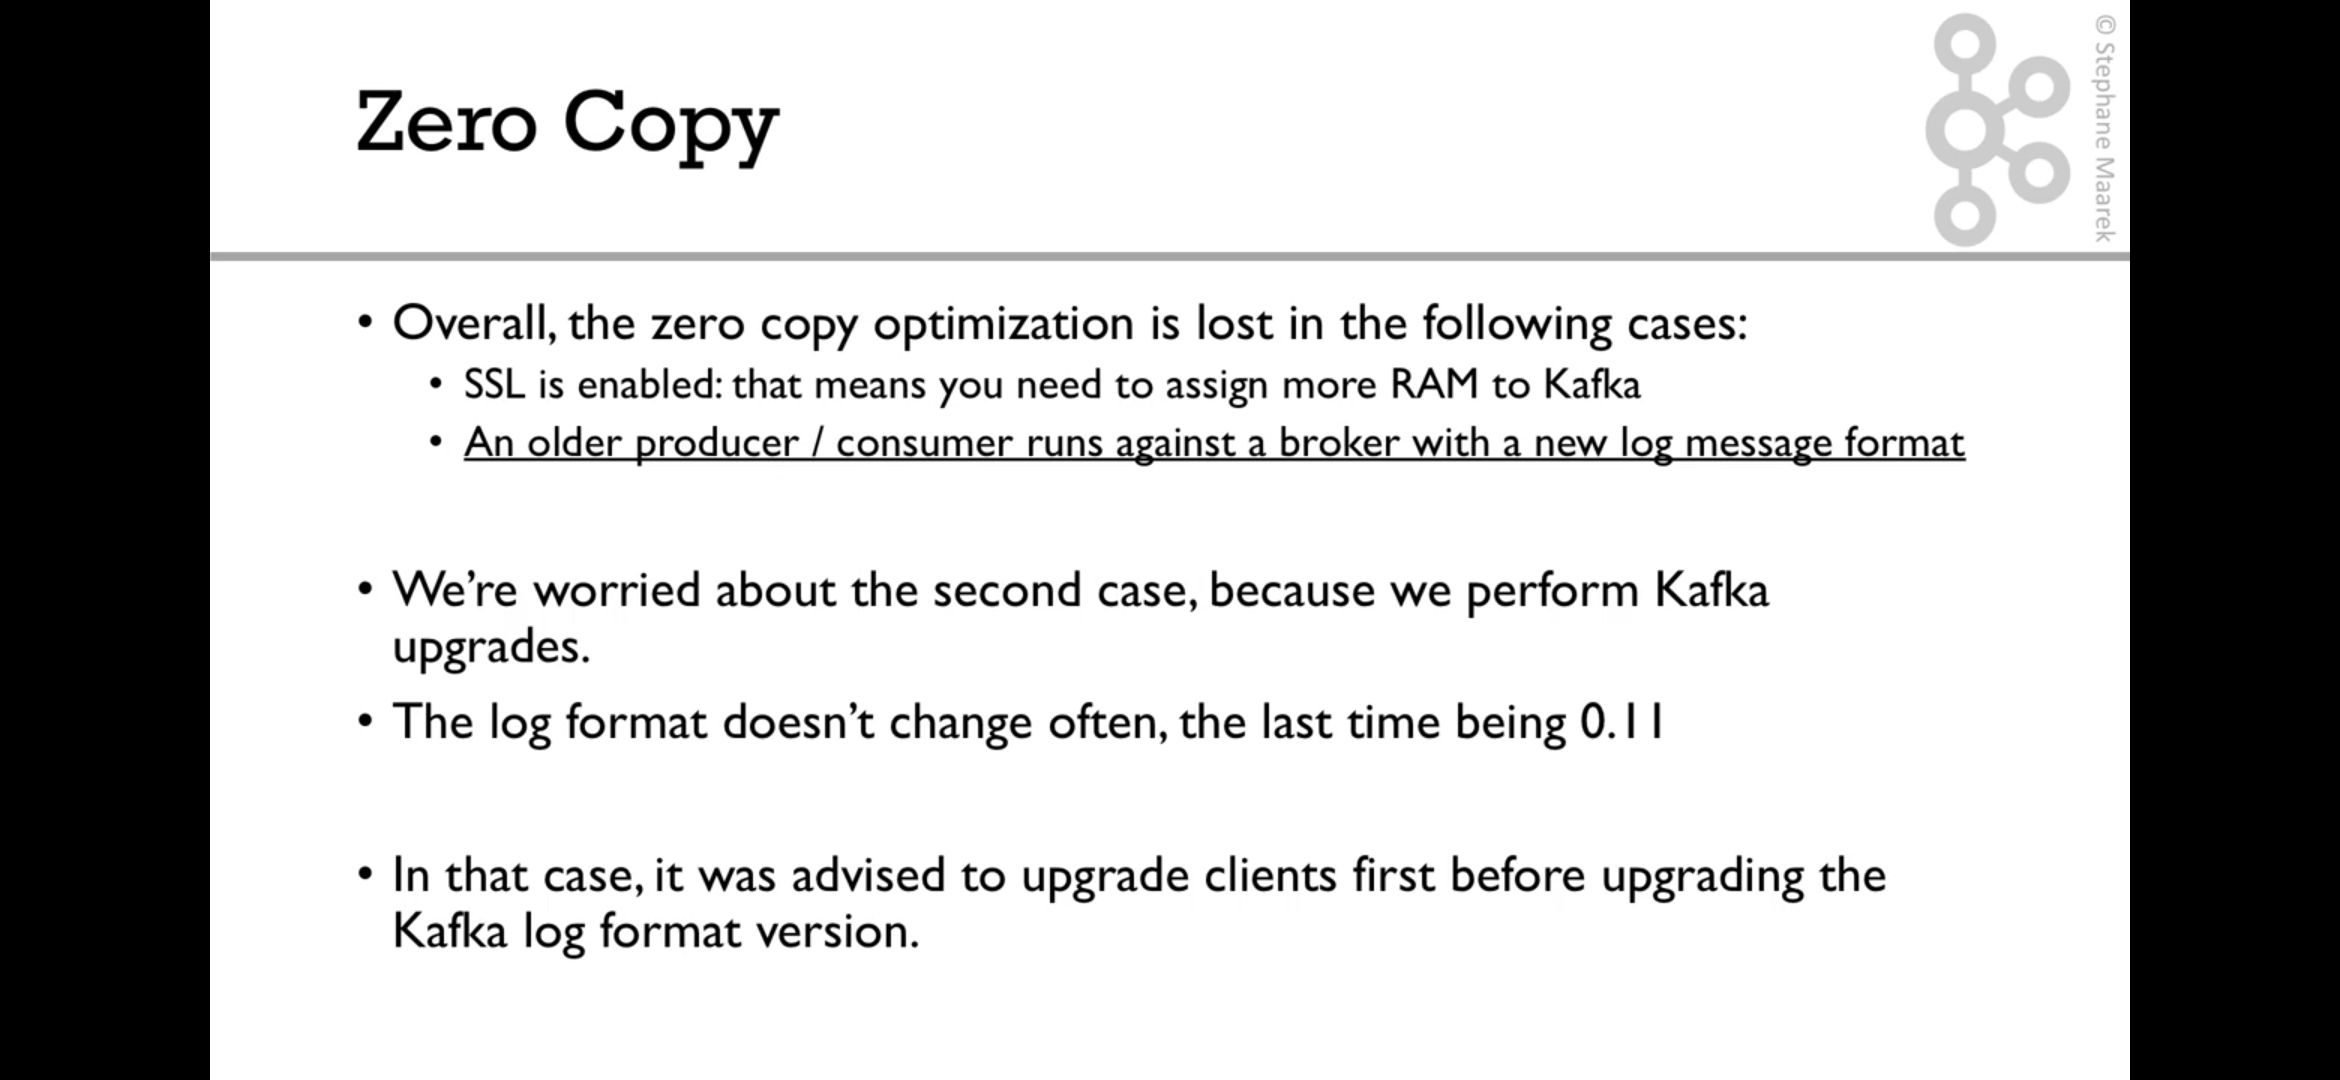 Zero Copy
© Stephane Maarek
• Overall, the zero copy optimization is lost in the following cases:
• SSL is enabled: that means you need to assign more RAM to Kafka
• An older producer / consumer runs against a broker with a new log message format
• We’re worried about the second case, because we perform Kafka
upgrades.
• The log format doesn’t change often, the last time being 0.11
• In that case, it was advised to upgrade clients first before upgrading the
Kafka log format version.